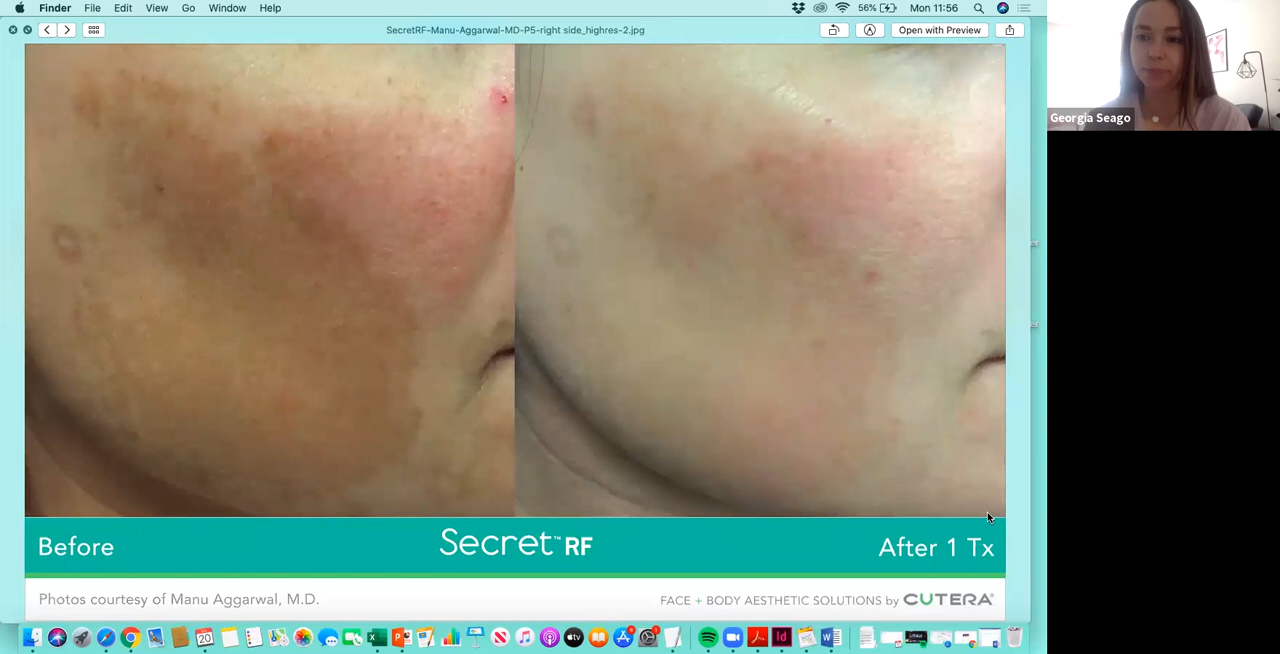 Finder File Edit View Go Window Help 56% Mon 11:56
SecretRF-Manu-Aggarwal-MD-P5-right side_highres-2.jpg
Open with Preview
Georgia Seago
Before
Secret™ RF
After 1 Tx
Photos courtesy of Manu Aggarwal, M.D.
FACE + BODY AESTHETIC SOLUTIONS by CUTERA®
20